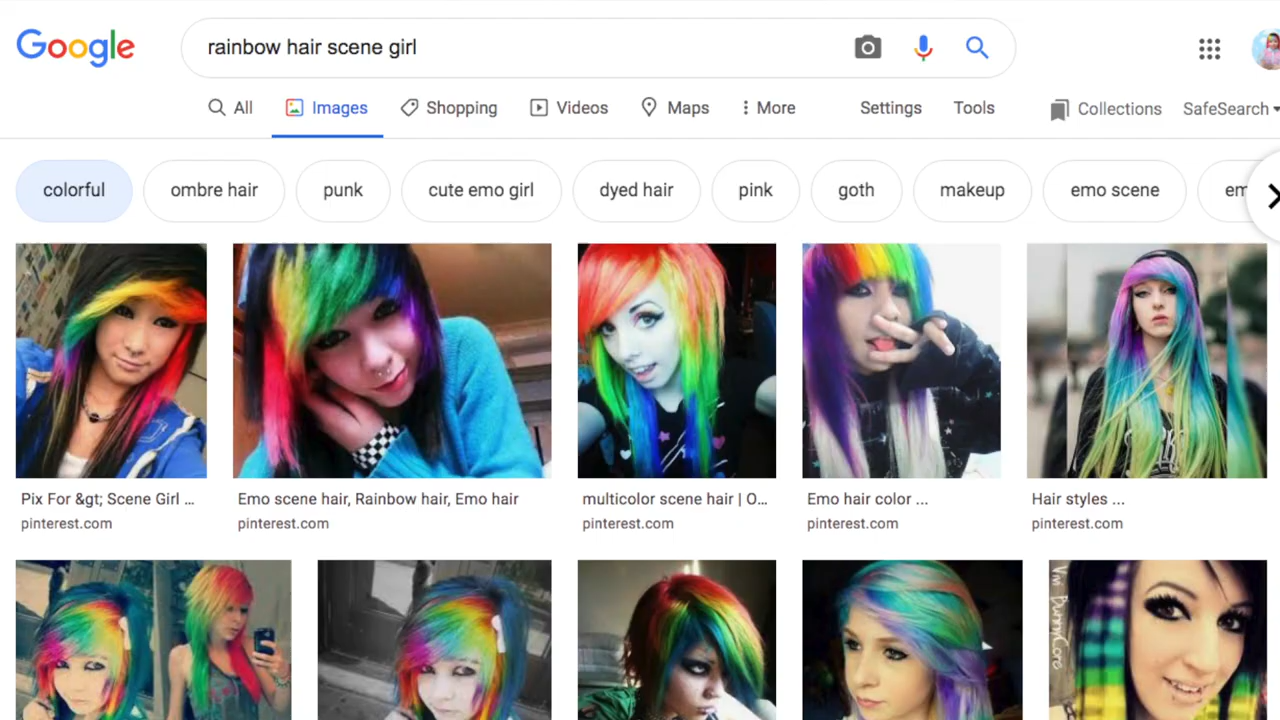 Google
rainbow hair scene girl
All
Images
Shopping
Videos
Maps
More
Settings
Tools
Collections
SafeSearch
colorful
ombre hair
punk
cute emo girl
dyed hair
pink
goth
makeup
emo scene
em
Pix For &gt; Scene Girl ...
pinterest.com
Emo scene hair, Rainbow hair, Emo hair
pinterest.com
multicolor scene hair | O...
pinterest.com
Emo hair color ...
pinterest.com
Hair styles ...
pinterest.com
Vivi BunnyCore